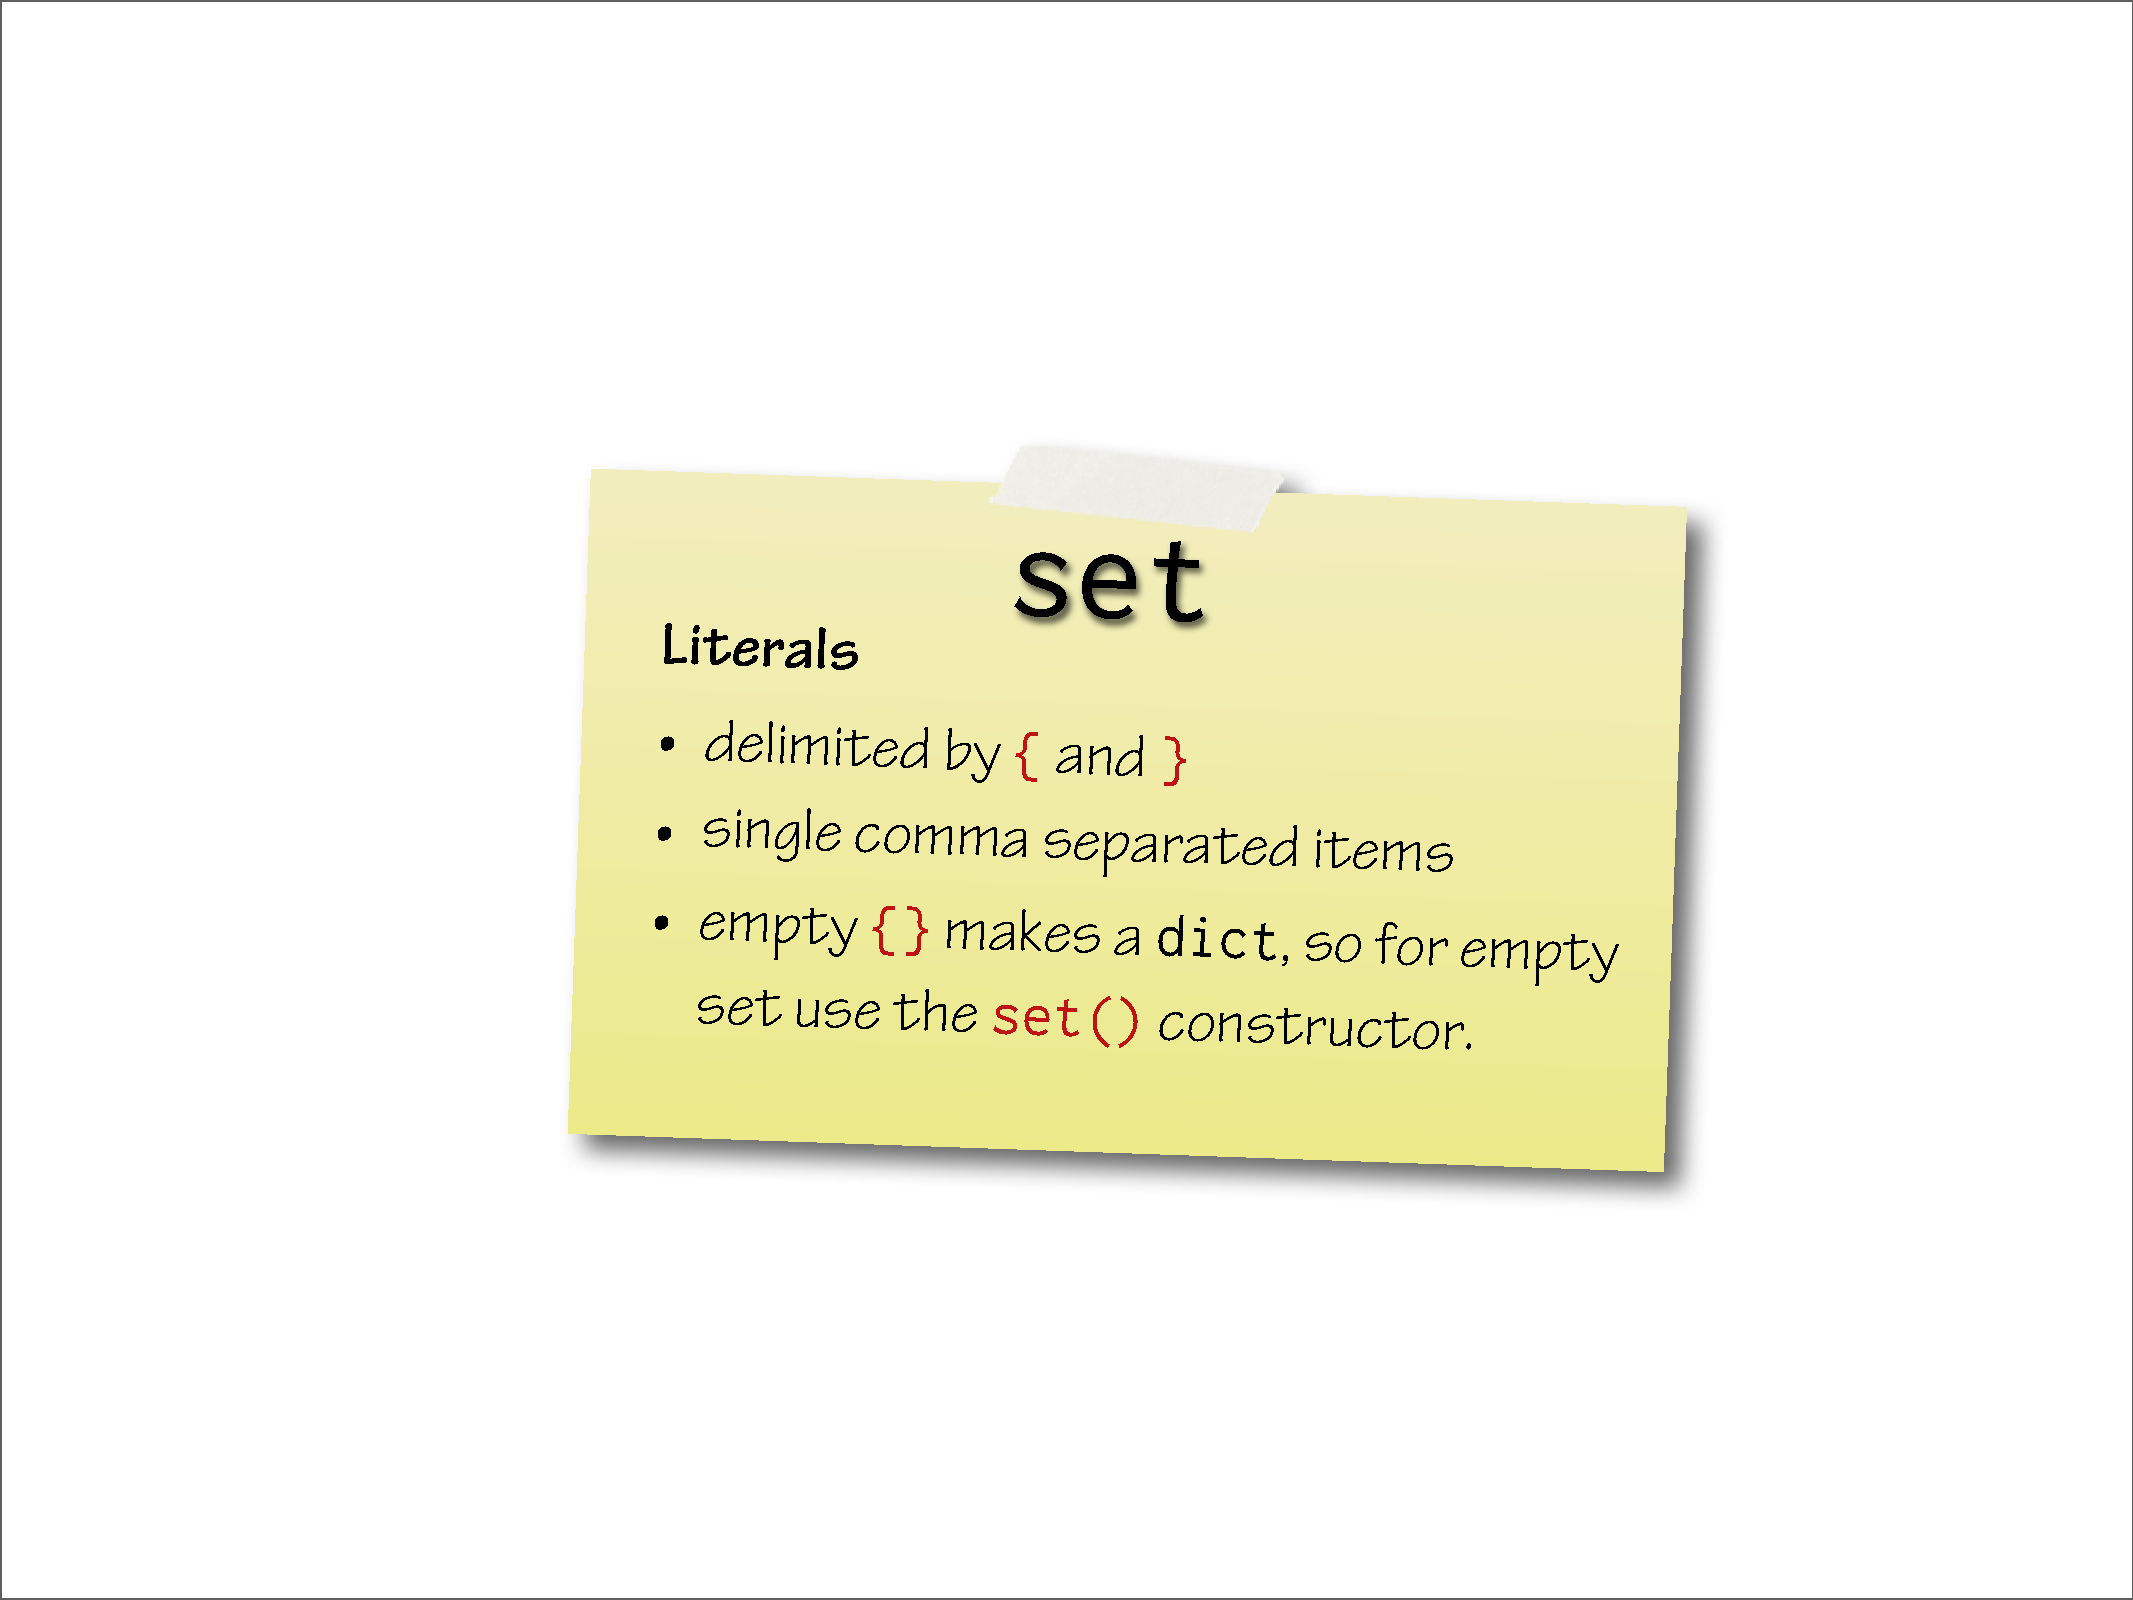 set
Literals
• delimited by { and }
• single comma separated items
• empty {} makes a dict, so for empty
set use the set() constructor.